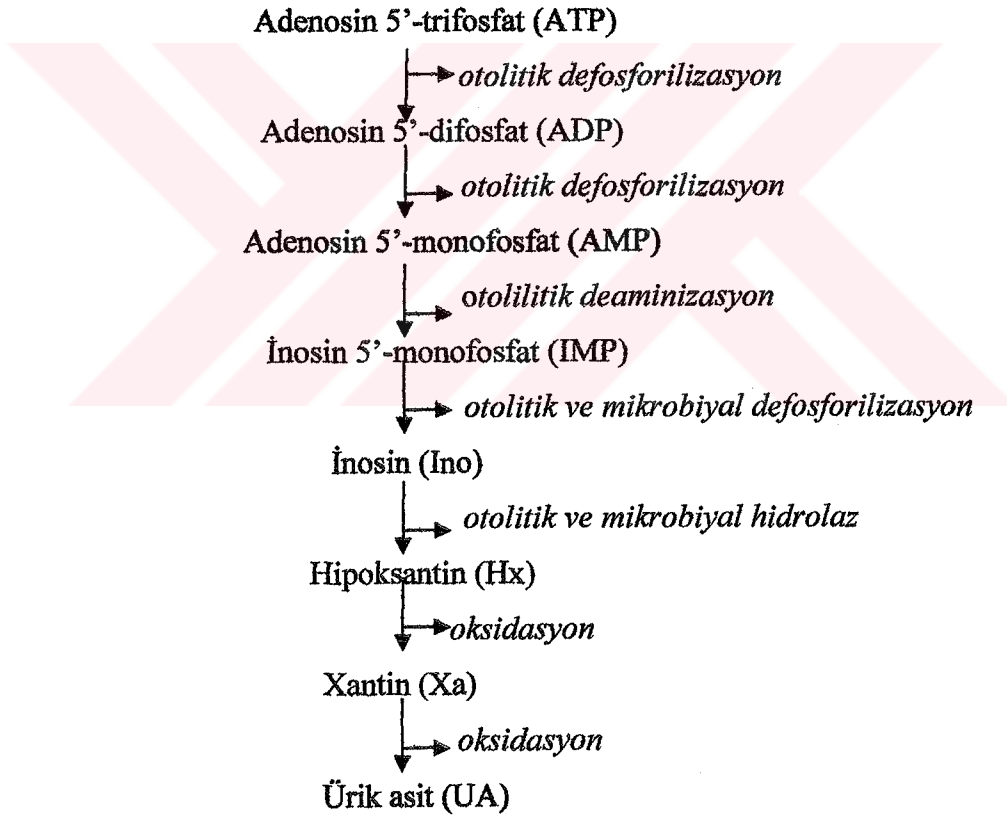 Adenosin 5’-trifosfat (ATP)
otolitik defosforilizasyon
Adenosin 5’-difosfat (ADP)
otolitik defosforilizasyon
Adenosin 5’-monofosfat (AMP)
otolilitik deaminizasyon
İnosin 5’-monofosfat (IMP)
otolitik ve mikrobiyal defosforilizasyon
İnosin (Ino)
otolitik ve mikrobiyal hidrolaz
Hipoksantin (Hx)
oksidasyon
Xantin (Xa)
oksidasyon
Ürik asit (UA)